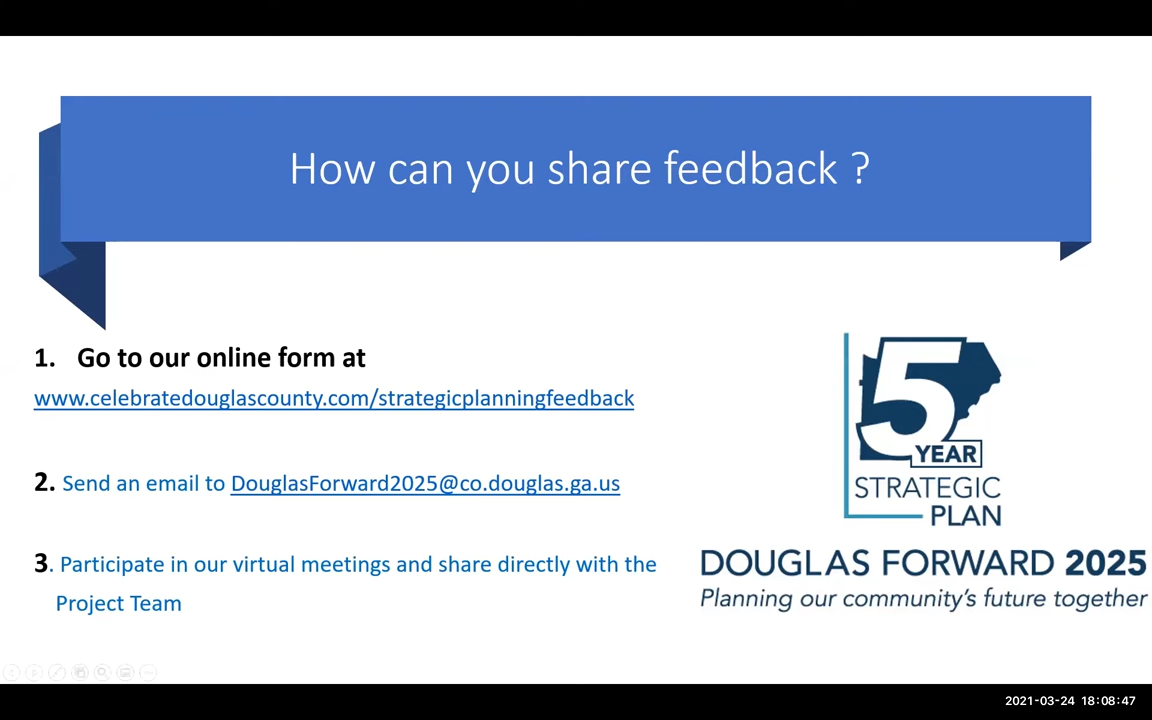 How can you share feedback ?
1. Go to our online form at
www.celebratedouglascounty.com/strategicplanningfeedback
2. Send an email to DouglasForward2025@co.douglas.ga.us
3. Participate in our virtual meetings and share directly with the
Project Team
5
YEAR
STRATEGIC
PLAN
DOUGLAS FORWARD 2025
Planning our community's future together
2021-03-24 18:08:47